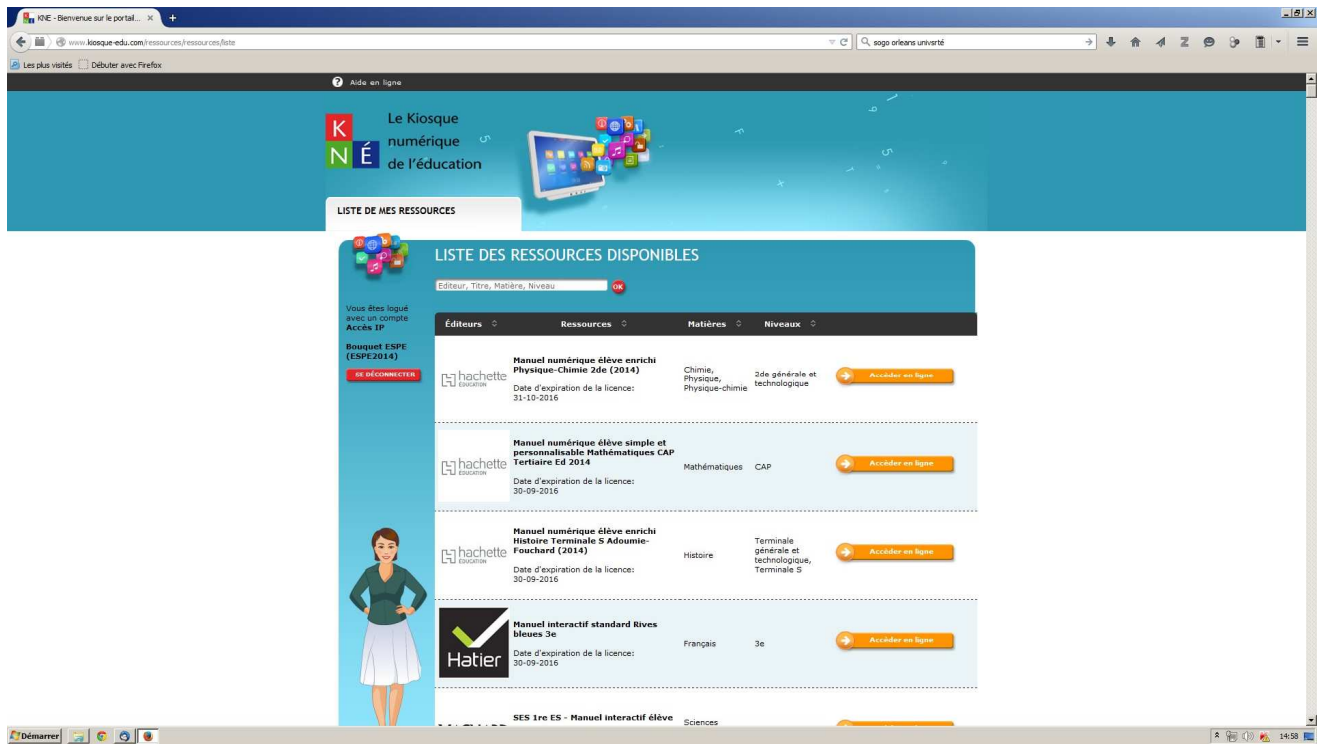 KNE - Bienvenue sur le portail...
www.kiosque-edu.com/ressources/ressources/liste
sogo orleans univsrté
Les plus visités
Débuter avec Firefox
Aide en ligne
K
N É
Le Kiosque
numérique
de l'éducation
LISTE DE MES RESSOURCES
LISTE DES RESSOURCES DISPONIBLES
Editeur, Titre, Matière, Niveau
OK
Vous êtes logué
avec un compte
Accès IP
Bouquet ESPE
(ESPE2014)
SE DÉCONNECTER
Éditeurs Ressources Matières Niveaux
hachette
ÉDUCATION
Manuel numérique élève enrichi
Physique-Chimie 2de (2014)
Date d'expiration de la licence:
31-10-2016
Chimie,
Physique,
Physique-chimie
2de générale et
technologique
Accéder en ligne
hachette
ÉDUCATION
Manuel numérique élève simple et
personnalisable Mathématiques CAP
Tertiaire Ed 2014
Date d'expiration de la licence:
30-09-2016
Mathématiques
CAP
Accéder en ligne
hachette
ÉDUCATION
Manuel numérique élève enrichi
Histoire Terminale S Adoumie-
Fouchard (2014)
Date d'expiration de la licence:
30-09-2016
Histoire
Terminale
générale et
technologique,
Terminale S
Accéder en ligne
Hatier
Manuel interactif standard Rives
bleues 3e
Date d'expiration de la licence:
30-09-2016
Français
3e
Accéder en ligne
SES 1re ES - Manuel interactif élève
Sciences
Démarrer
14:58